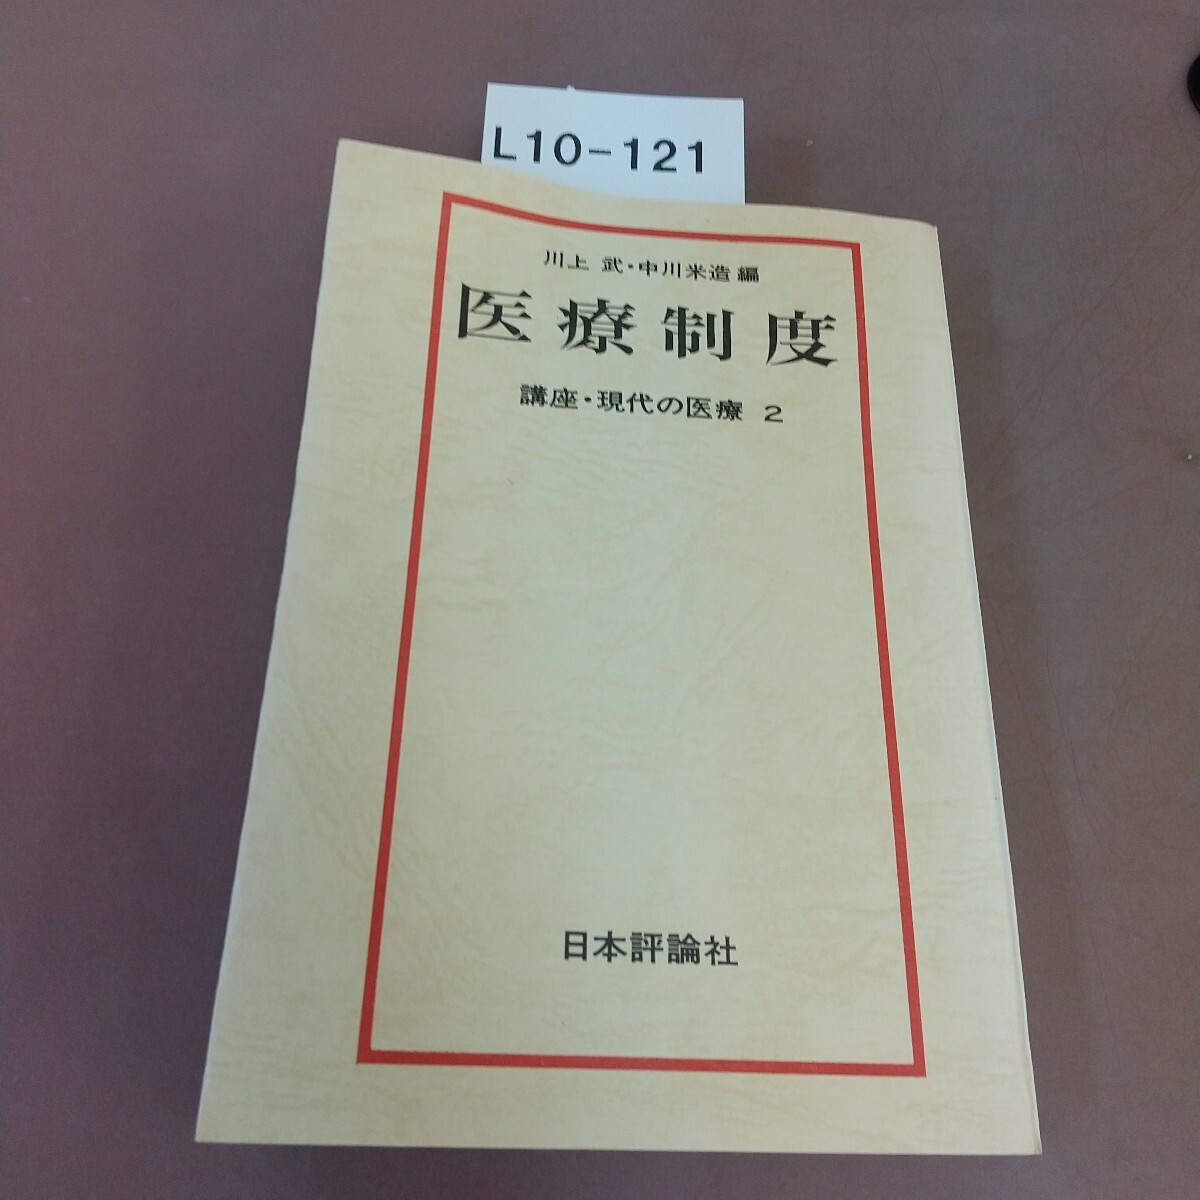 L10-121
川上 武・中川米造編
医療制度
講座・現代の医療 2
日本評論社